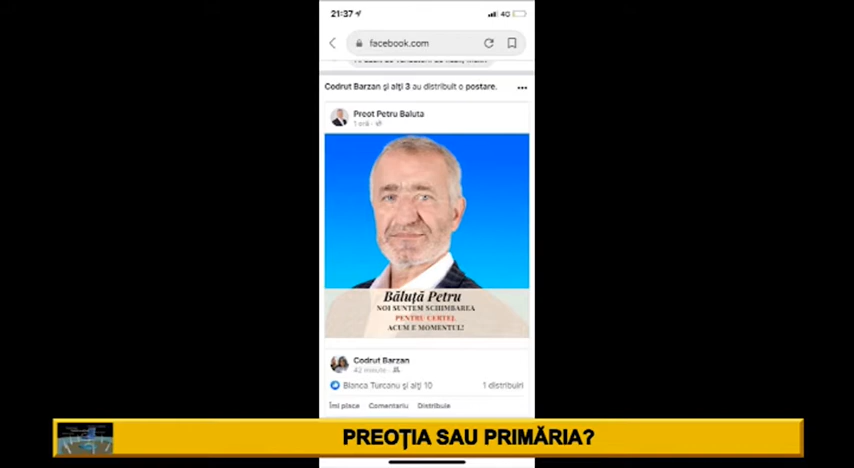 21:37
4G
facebook.com
Codrut Barzan și alți 3 au distribuit o postare.
Preot Petru Baluta
1 oră
Băluță Petru
NOI SUNTEM SCHIMBAREA
PENTRU CERTEJ.
ACUM E MOMENTUL!
Codrut Barzan
42 minute
Bianca Turcanu și alți 10
1 distribuiri
Îmi place Comentariu Distribuie
PREOȚIA SAU PRIMĂRIA?